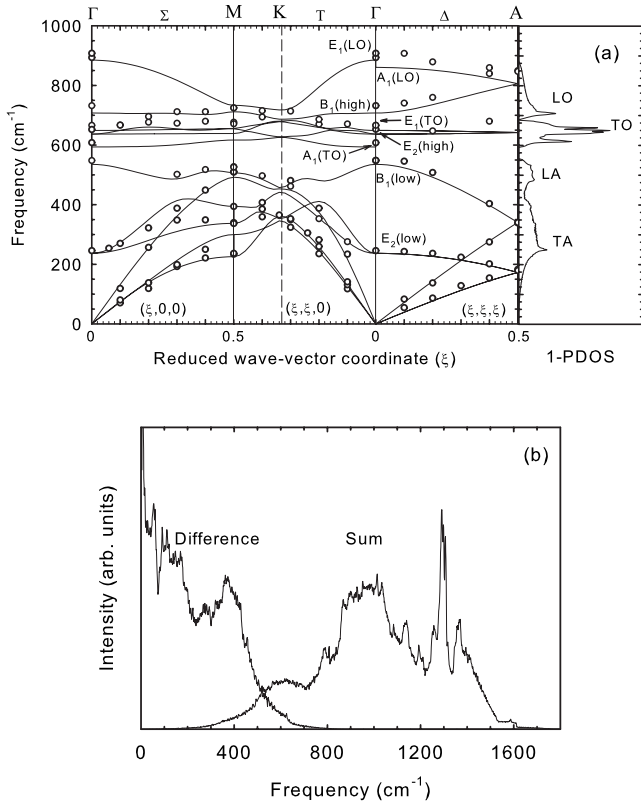 Γ Σ M K T Γ Δ A
1000
800
600
400
200
0
Frequency (cm-1)
E1(LO)
A1(LO)
B1(high)
E1(TO)
E2(high)
A1(TO)
B1(low)
E2(low)
(ξ,0,0)
(ξ,ξ,0)
(ξ,ξ,ξ)
(a)
LO
TO
LA
TA
0 0.5 0 0.5
Reduced wave-vector coordinate (ξ)
1-PDOS
(b)
Intensity (arb. units)
Difference
Sum
0 400 800 1200 1600
Frequency (cm-1)